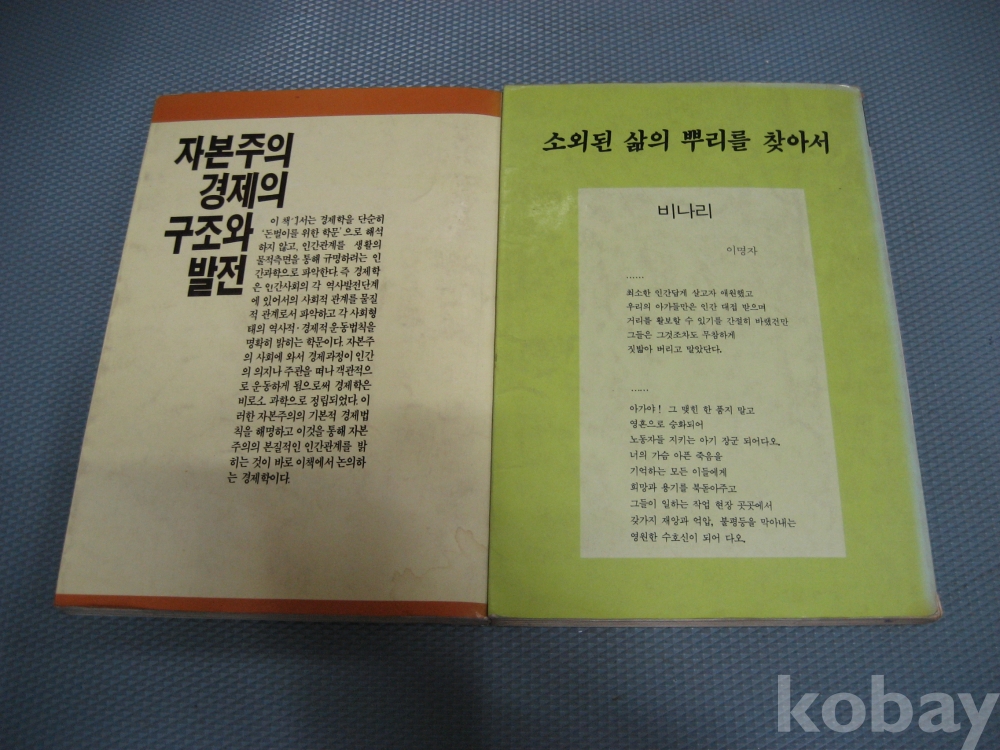 자본주의
경제의
구조와
발전
이 책에서는 경제학을 단순히
'돈벌이를 위한 학문'으로 해석
하지 않고, 인간관계를 생활의
물적측면을 통해 규명하려는 인
간과학으로 파악한다. 즉 경제학
은 인간사회의 각 역사발전단계
에 있어서의 사회적 관계를 물질
적 관계로서 파악하고 각 사회형
태의 역사적·경제적 운동법칙을
명확히 밝히는 학문이다. 자본주
의 사회에 와서 경제과정이 인간
의 의지나 주관을 떠나 객관적으
로 운동하게 됨으로써 경제학은
비로소 과학으로 정립되었다. 이
러한 자본주의의 기본적 경제법
칙을 해명하고 이것을 통해 자본
주의의 본질적인 인간관계를 밝
히는 것이 바로 이책에서 논의하
는 경제학이다.
소외된 삶의 뿌리를 찾아서
비나리
이명자
……
최소한 인간답게 살고자 애원했고
우리의 아가들만은 인간 대접 받으며
거리를 활보할 수 있기를 간절히 바랬건만
그들은 그것조차도 무참하게
짓밟아 버리고 말았단다.
……
아가야! 그 맺힌 한 품지 말고
영혼으로 승화되어
노동자들 지키는 아기 장군 되어다오.
너의 가슴 아픈 죽음을
기억하는 모든 이들에게
희망과 용기를 북돋아주고
그들이 일하는 작업 현장 곳곳에서
갖가지 재앙과 억압, 불평등을 막아내는
영원한 수호신이 되어 다오.
kobay